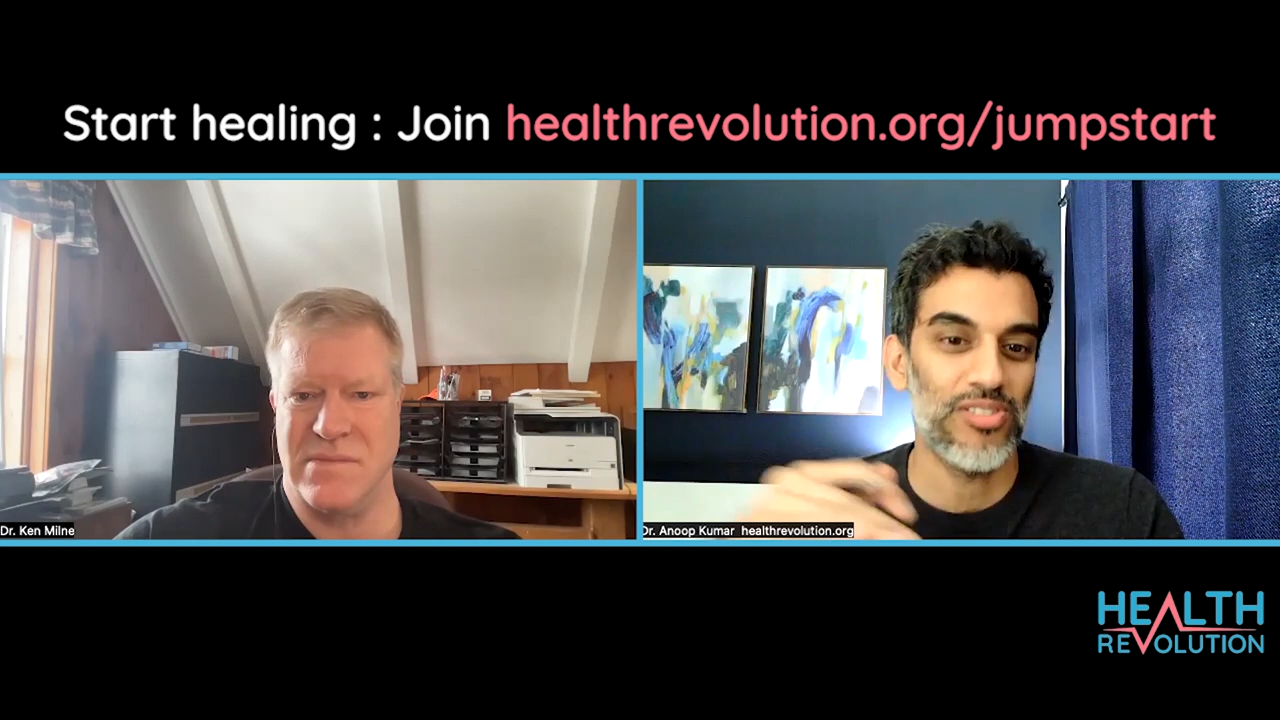 Start healing : Join healthrevolution.org/jumpstart
Dr. Ken Milne
Dr. Anoop Kumar healthrevolution.org
HEALTH
REVOLUTION